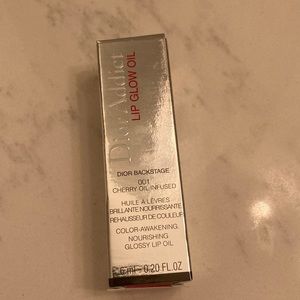 Dior Addict
LIP GLOW OIL
DIOR BACKSTAGE
001
CHERRY OIL-INFUSED
HUILE À LÈVRES
BRILLANTE NOURRISSANTE
REHAUSSEUR DE COULEUR
COLOR-AWAKENING
NOURISHING
GLOSSY LIP OIL
6 ml - 0.20 FL.OZ